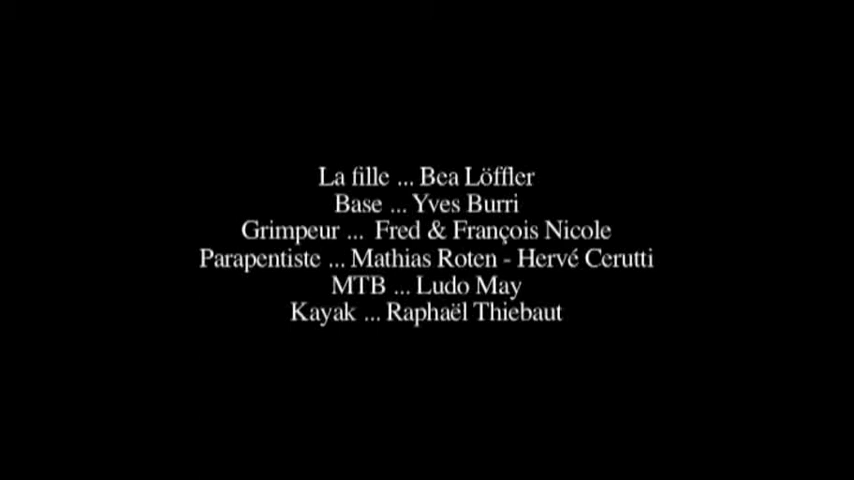 La fille ... Bea Löffler
Base ... Yves Burri
Grimpeur ... Fred & François Nicole
Parapentiste ... Mathias Roten - Hervé Cerutti
MTB ... Ludo May
Kayak ... Raphaël Thiebaut